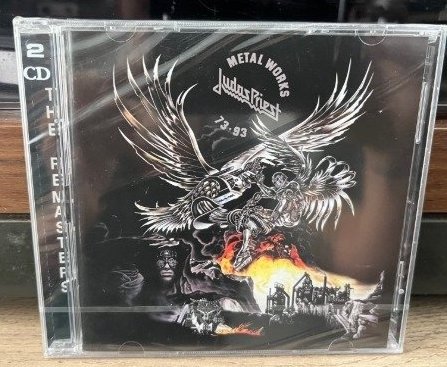 2
CD
THE REMASTERS
METAL WORKS
Judas Priest
73-93